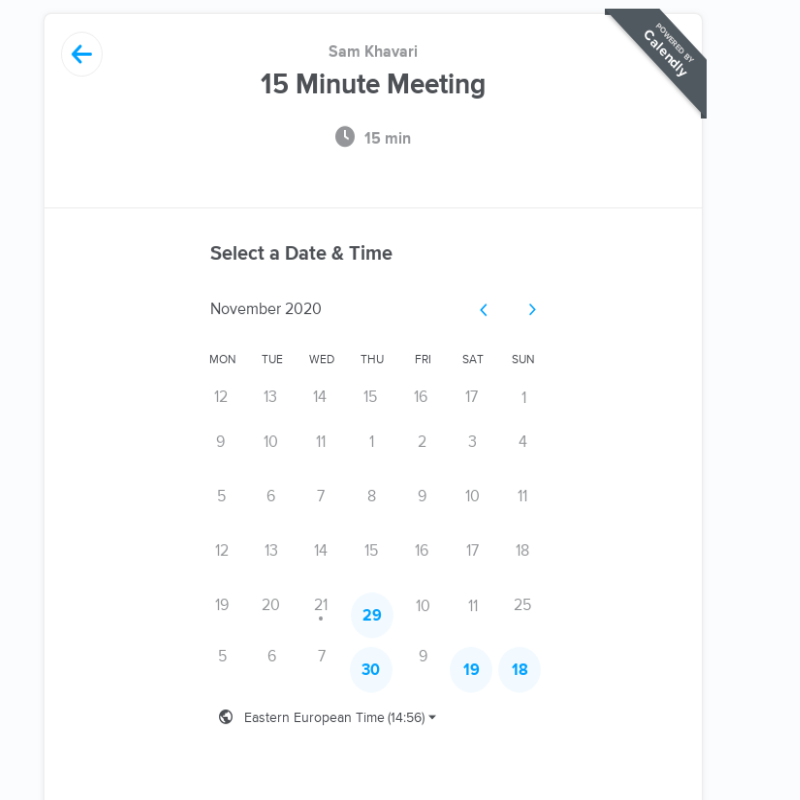 Sam Khavari
15 Minute Meeting
15 min
POWERED BY
Calendly
Select a Date & Time
November 2020
MON TUE WED THU FRI SAT SUN
12 13 14 15 16 17 1
9 10 11 1 2 3 4
5 6 7 8 9 10 11
12 13 14 15 16 17 18
19 20 21 29 10 11 25
5 6 7 30 9 19 18
Eastern European Time (14:56)